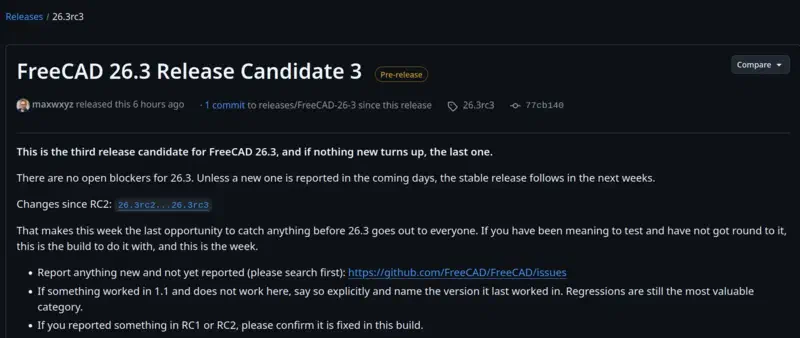 Releases / 26.3rc3
FreeCAD 26.3 Release Candidate 3 Pre-release Compare
maxwxyz released this 6 hours ago · 1 commit to releases/FreeCAD-26-3 since this release 26.3rc3 77cb140
This is the third release candidate for FreeCAD 26.3, and if nothing new turns up, the last one.
There are no open blockers for 26.3. Unless a new one is reported in the coming days, the stable release follows in the next weeks.
Changes since RC2: 26.3rc2...26.3rc3
That makes this week the last opportunity to catch anything before 26.3 goes out to everyone. If you have been meaning to test and have not got round to it,
this is the build to do it with, and this is the week.
• Report anything new and not yet reported (please search first): https://github.com/FreeCAD/FreeCAD/issues
• If something worked in 1.1 and does not work here, say so explicitly and name the version it last worked in. Regressions are still the most valuable
category.
• If you reported something in RC1 or RC2, please confirm it is fixed in this build.